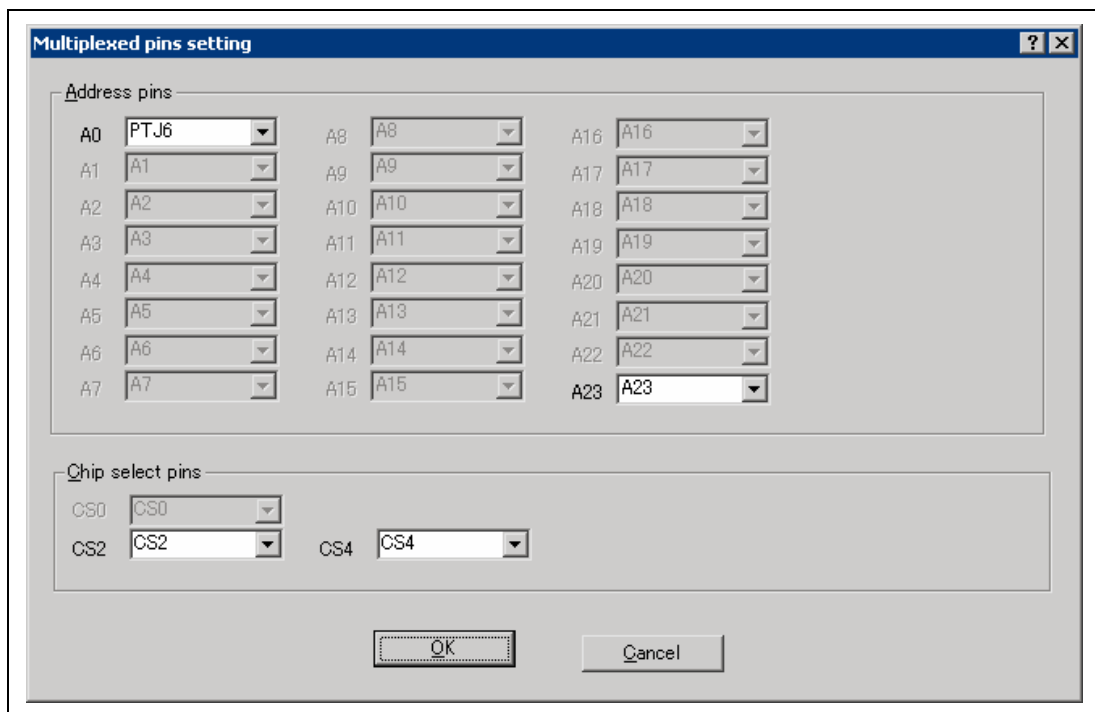 Multiplexed pins setting
Address pins
A0 PTJ6 A8 A8 A16 A16
A1 A1 A9 A9 A17 A17
A2 A2 A10 A10 A18 A18
A3 A3 A11 A11 A19 A19
A4 A4 A12 A12 A20 A20
A5 A5 A13 A13 A21 A21
A6 A6 A14 A14 A22 A22
A7 A7 A15 A15 A23 A23
Chip select pins
CS0 CS0
CS2 CS2 CS4 CS4
OK Cancel